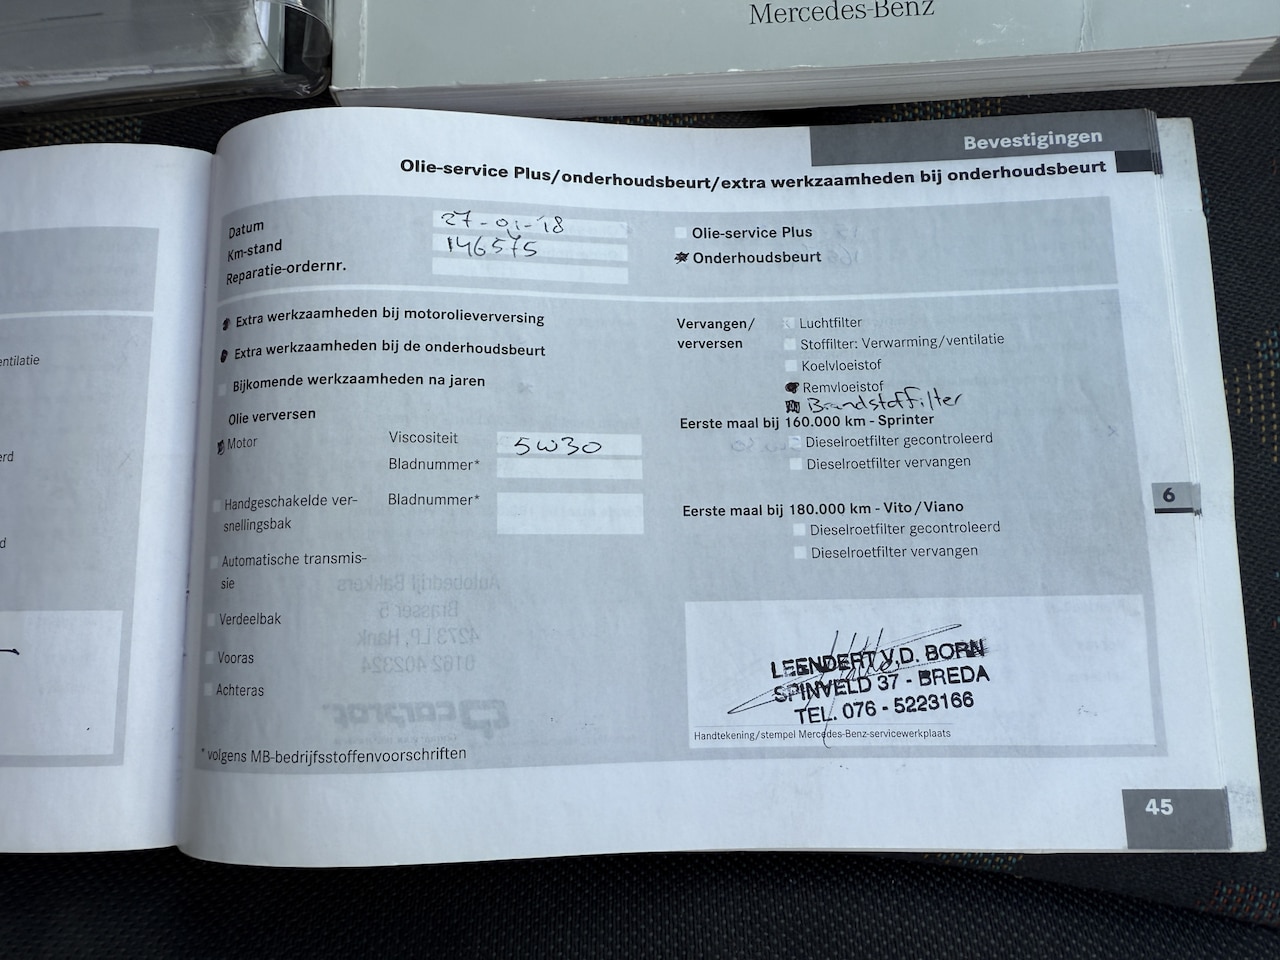 Mercedes-Benz
Bevestigingen
Olie-service Plus/onderhoudsbeurt/extra werkzaamheden bij onderhoudsbeurt
Datum 27-01-'18
Km-stand 146575
Reparatie-ordernr.
Olie-service Plus
Onderhoudsbeurt
Extra werkzaamheden bij motorolieverversing
Extra werkzaamheden bij de onderhoudsbeurt
Bijkomende werkzaamheden na jaren
Olie verversen
Motor Viscositeit 5W30
Bladnummer*
Handgeschakelde ver- Bladnummer*
snellingsbak
Automatische transmis-
sie
Verdeelbak
Vooras
Achteras
* volgens MB-bedrijfsstoffenvoorschriften
Vervangen/ Luchtfilter
verversen Stoffilter: Verwarming/ventilatie
Koelvloeistof
Remvloeistof
Brandstoffilter
Eerste maal bij 160.000 km - Sprinter
Dieselroetfilter gecontroleerd
Dieselroetfilter vervangen
Eerste maal bij 180.000 km - Vito/Viano
Dieselroetfilter gecontroleerd
Dieselroetfilter vervangen
LEENDERT V.D. BORN
SPINVELD 37 - BREDA
TEL. 076 - 5223166
Handtekening/stempel Mercedes-Benz-servicewerkplaats
6
45